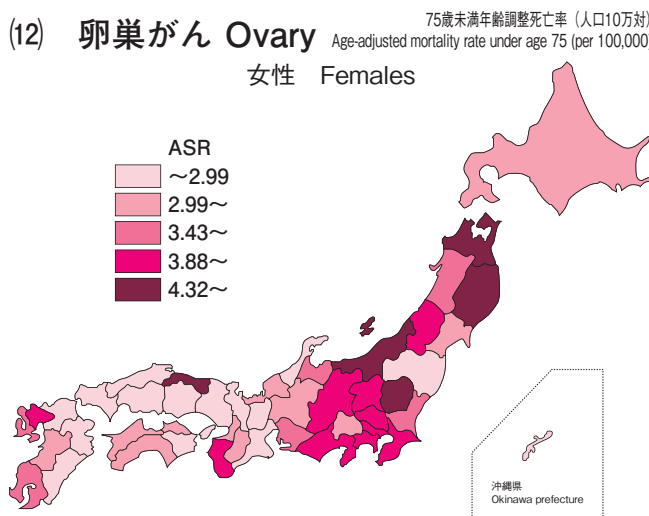 ⑿ 卵巣がん Ovary
75歳未満年齢調整死亡率（人口10万対）
Age-adjusted mortality rate under age 75 (per 100,000)
女性 Females
ASR
～2.99
2.99～
3.43～
3.88～
4.32～
沖縄県
Okinawa prefecture